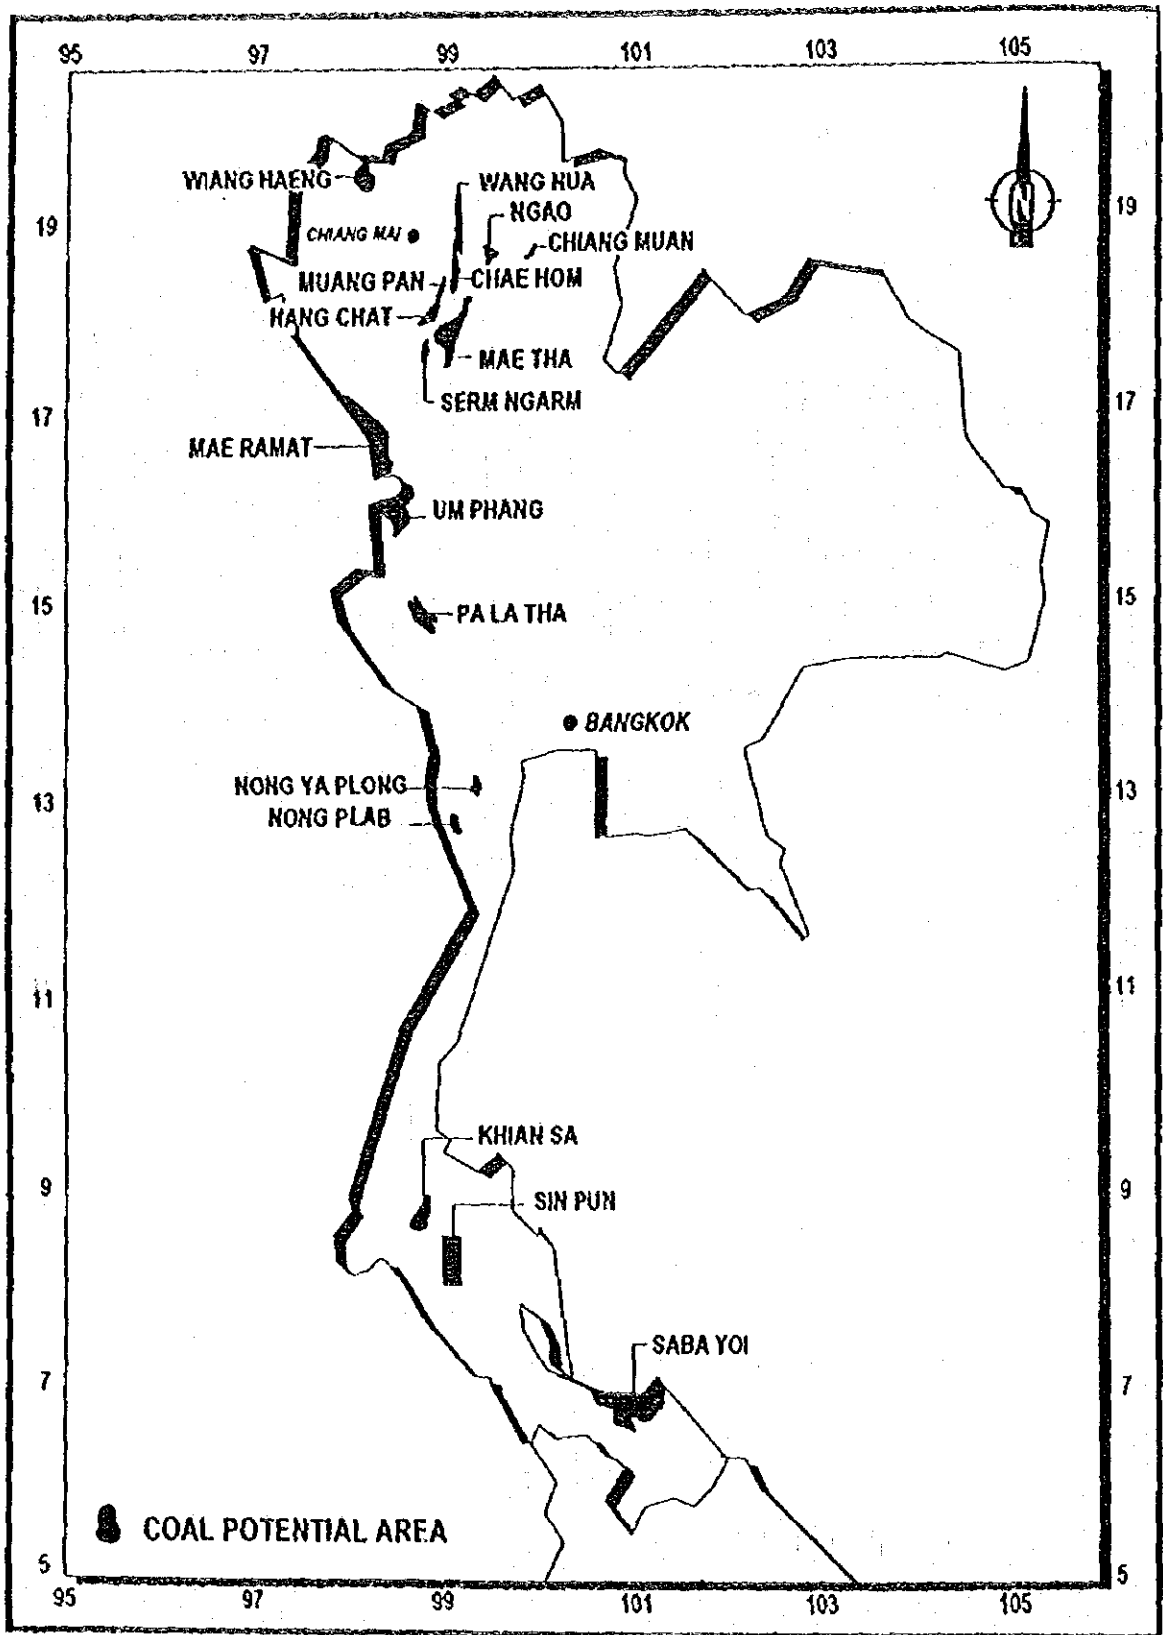 95 97 99 101 103 105
WIANG HAENG
WANG NUA
NGAO
19
19
CHIANG MAI
CHIANG MUAN
MUANG PAN
CHAE HOM
HANG CHAT
MAE THA
SERM NGARM
17
17
MAE RAMAT
UM PHANG
15
15
PA LA THA
BANGKOK
NONG YA PLONG
13
13
NONG PLAB
11
11
KHIAN SA
9
9
SIN PUN
SABA YOI
7
7
COAL POTENTIAL AREA
5
5
95 97 99 101 103 105